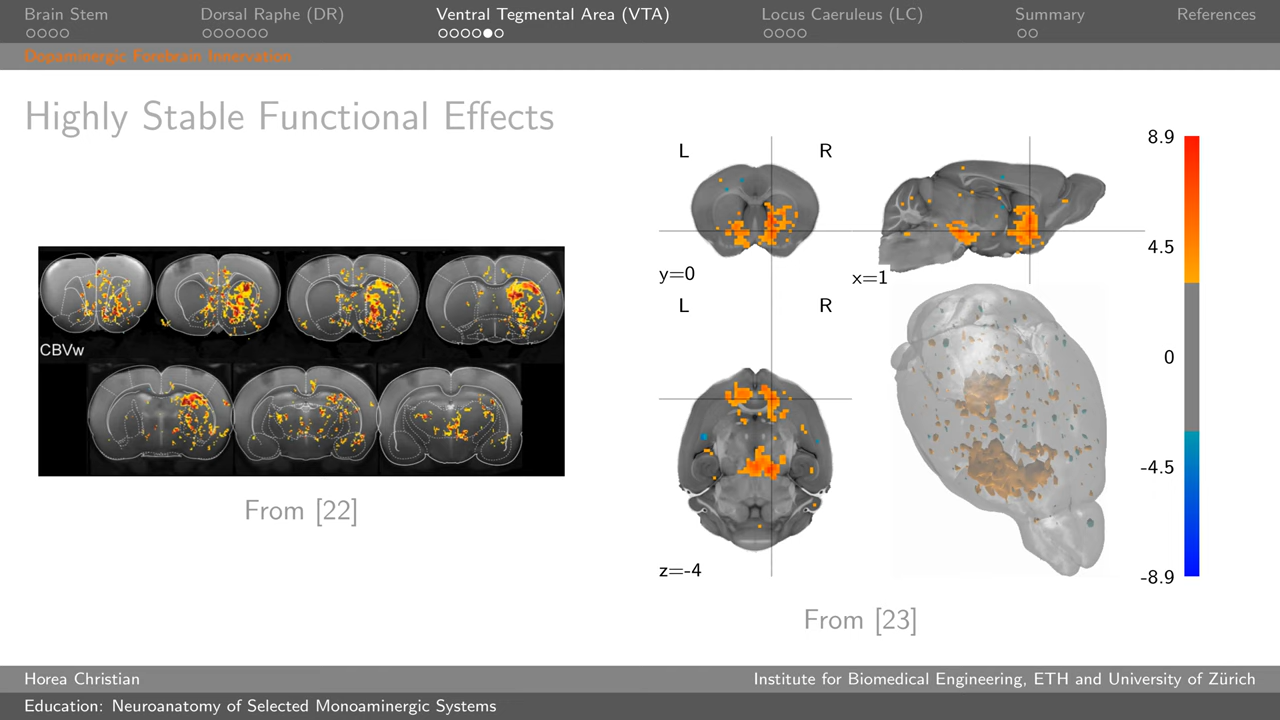 Brain Stem
Dorsal Raphe (DR)
Ventral Tegmental Area (VTA)
Locus Caeruleus (LC)
Summary
References
Dopaminergic Forebrain Innervation
Highly Stable Functional Effects
CBVw
From [22]
L
R
y=0
x=1
L
R
z=-4
8.9
4.5
0
-4.5
-8.9
From [23]
Horea Christian
Institute for Biomedical Engineering, ETH and University of Zürich
Education: Neuroanatomy of Selected Monoaminergic Systems